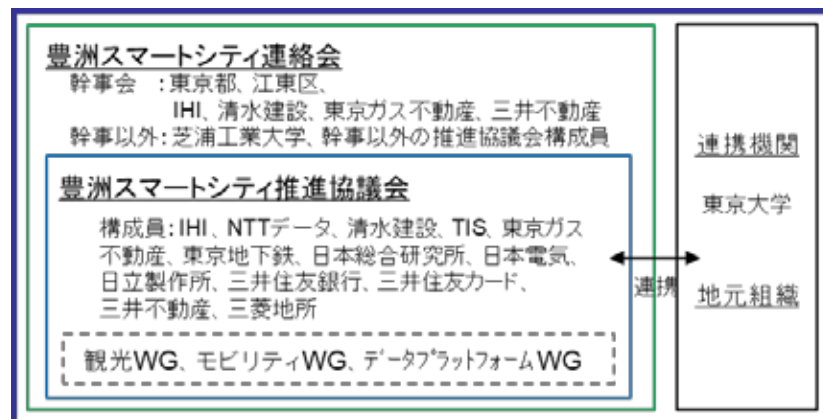 豊洲スマートシティ連絡会
幹事会 ：東京都、江東区、
IHI、清水建設、東京ガス不動産、三井不動産
幹事以外：芝浦工業大学、幹事以外の推進協議会構成員
豊洲スマートシティ推進協議会
構成員：IHI、NTTデータ、清水建設、TIS、東京ガス
不動産、東京地下鉄、日本総合研究所、日本電気、
日立製作所、三井住友銀行、三井住友カード、
三井不動産、三菱地所
観光WG、モビリティWG、データプラットフォームWG
連携
連携機関
東京大学
地元組織